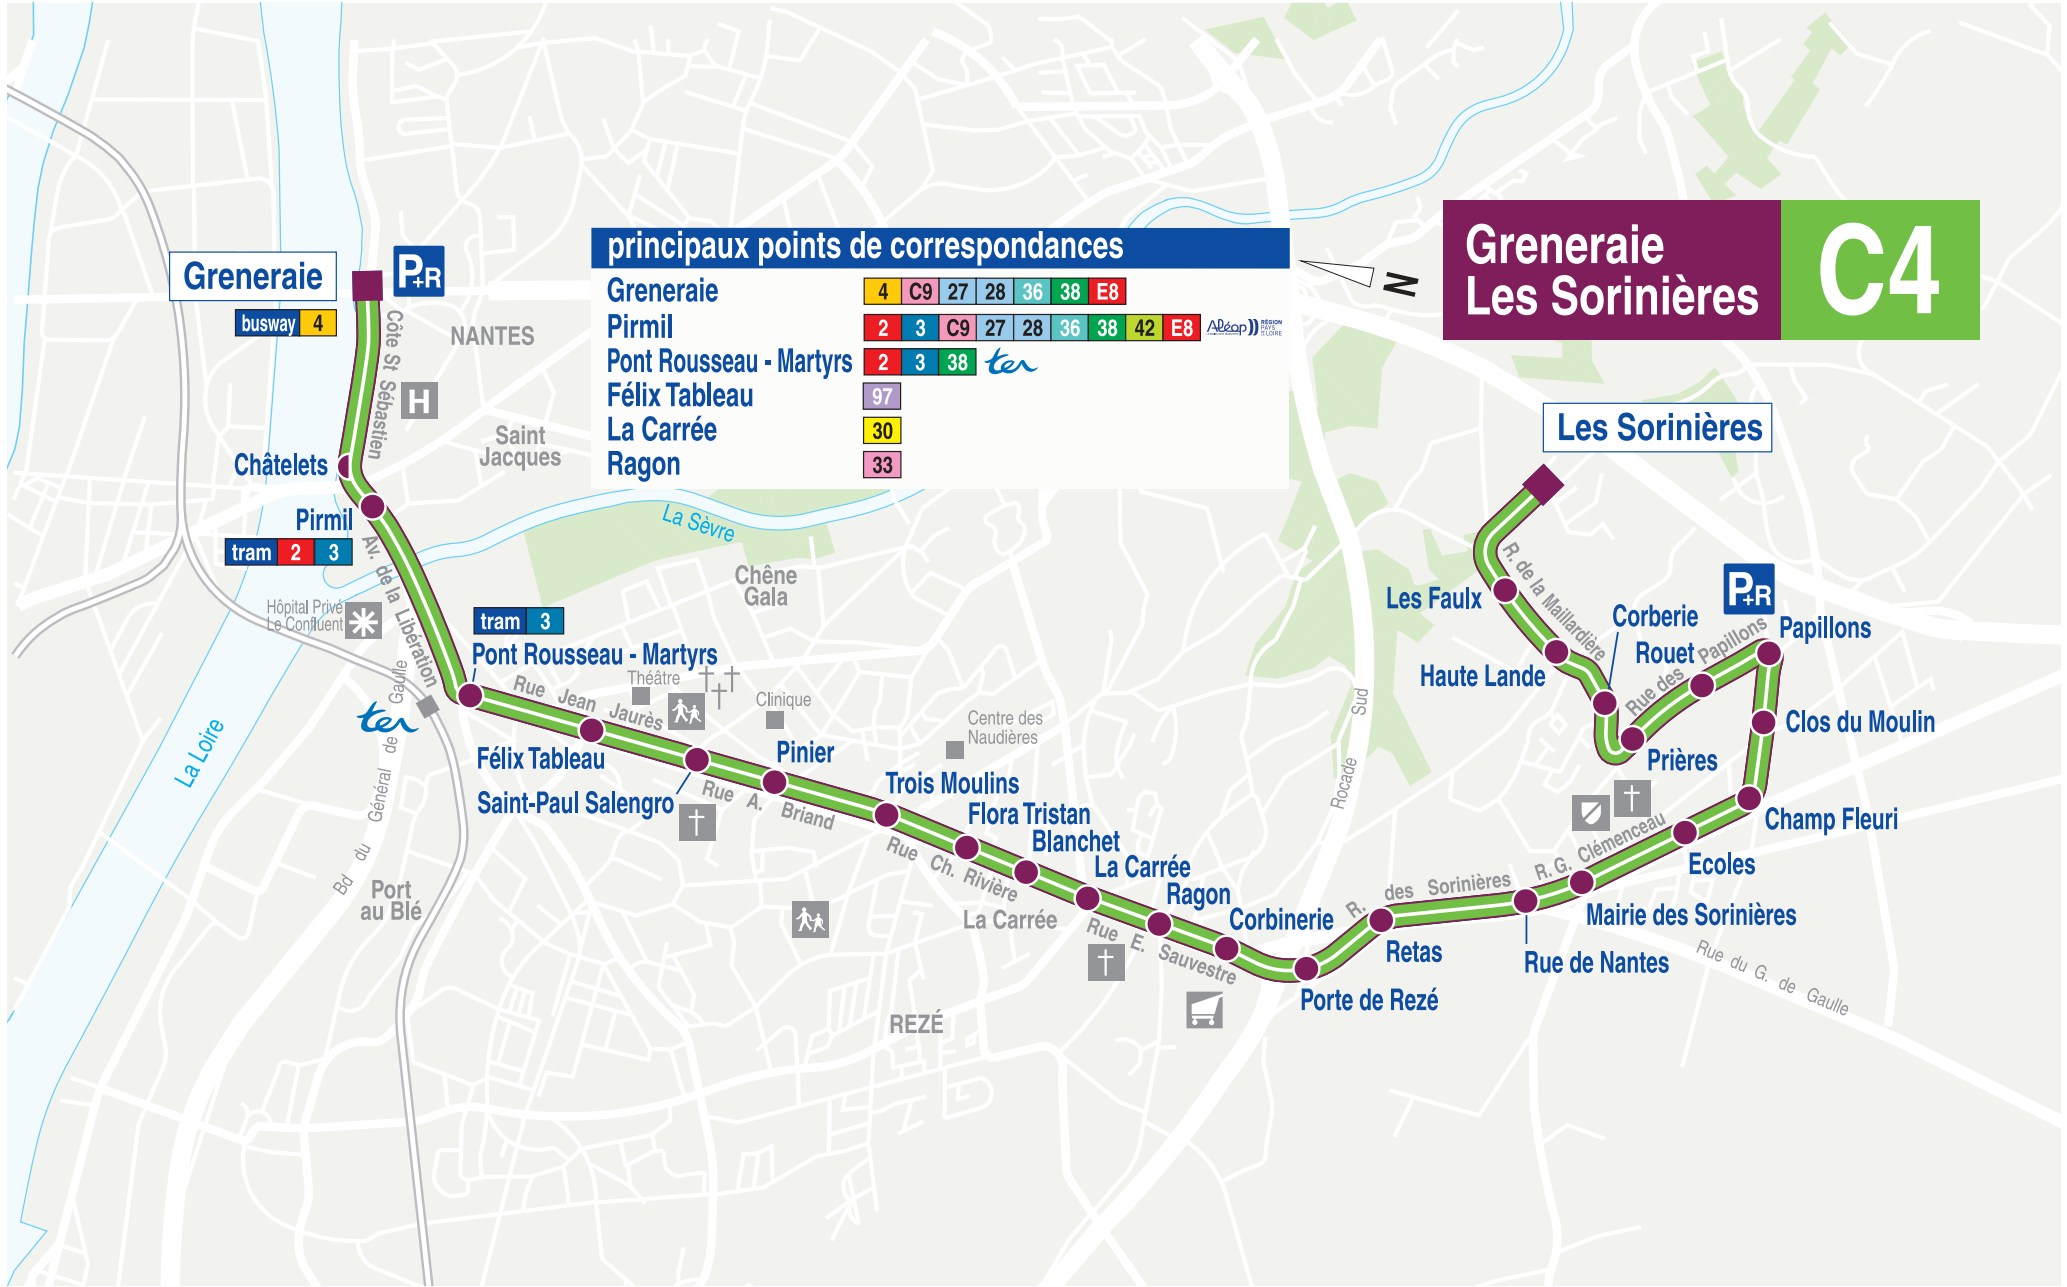 Greneraie
P+R
busway 4
Côte St Sébastien
NANTES
H
Saint
Jacques
Châtelets
Pirmil
tram 2 3
Av. de la Libération
Hôpital Privé
Le Confluent
tram 3
Pont Rousseau - Martyrs
ter
La Loire
La Sèvre
Chêne
Gala
Bd du Général de Gaulle
Port
au Blé
Théâtre
Clinique
Centre des
Naudières
Rue Jean Jaurès
Félix Tableau
Saint-Paul Salengro
Pinier
Rue A. Briand
Trois Moulins
Flora Tristan
Blanchet
La Carrée
Ragon
Corbinerie
Rue Ch. Rivière
La Carrée
Rue E. Sauvestre
REZÉ
Porte de Rezé
Rocade Sud
R. des Sorinières
Retas
Rue de Nantes
R. G. Clémenceau
Mairie des Sorinières
Rue du G. de Gaulle
Ecoles
Champ Fleuri
Clos du Moulin
P+R
Papillons
Rue des Papillons
Rouet
Corberie
Prières
Haute Lande
Les Faulx
R. de la Maillardière
Les Sorinières
principaux points de correspondances
Greneraie 4 C9 27 28 36 38 E8
Pirmil 2 3 C9 27 28 36 38 42 E8 Aléop RÉGION PAYS DE LA LOIRE
Pont Rousseau - Martyrs 2 3 38 ter
Félix Tableau 97
La Carrée 30
Ragon 33
N
Greneraie
Les Sorinières
C4